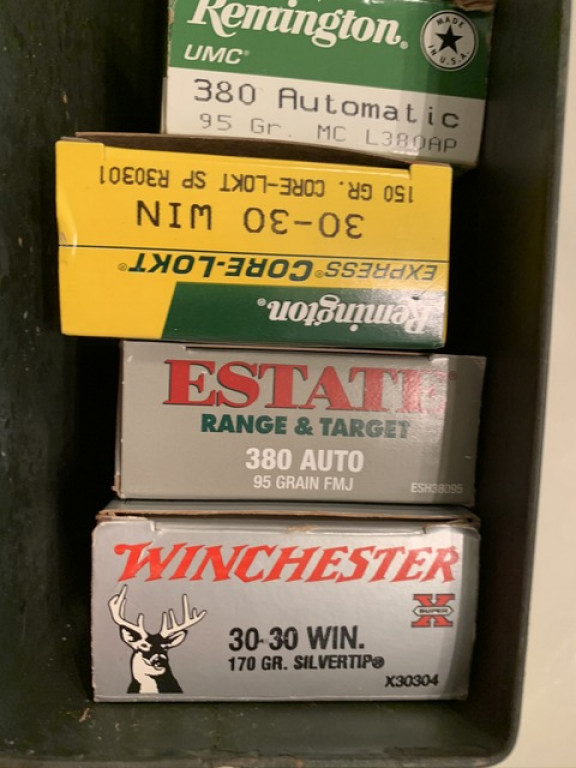 Remington.
UMC®
MADE IN U.S.A.
380 Automatic
95 Gr. MC L380AP
Remington®
EXPRESS® CORE-LOKT®
30-30 WIN
150 GR. CORE-LOKT SP R30301
ESTATE
RANGE & TARGET
380 AUTO
95 GRAIN FMJ
ESH38095
WINCHESTER
SUPER X
30-30 WIN.
170 GR. SILVERTIP®
X30304